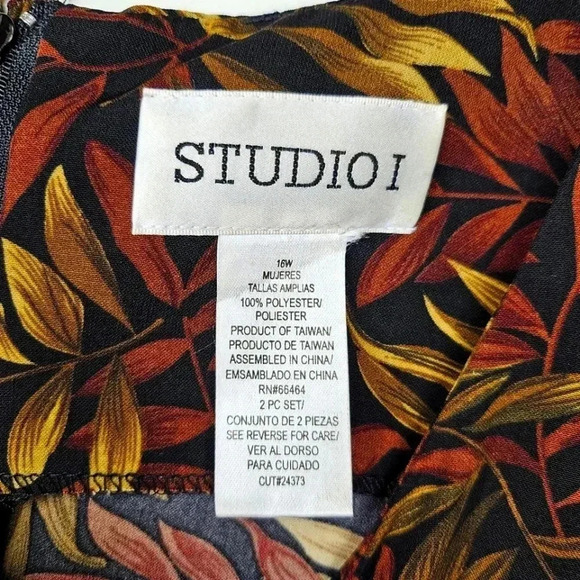 STUDIO I
16W
MUJERES
TALLAS AMPLIAS
100% POLYESTER/
POLIESTER
PRODUCT OF TAIWAN/
PRODUCTO DE TAIWAN
ASSEMBLED IN CHINA/
EMSAMBLADO EN CHINA
RN#66464
2 PC SET/
CONJUNTO DE 2 PIEZAS
SEE REVERSE FOR CARE/
VER AL DORSO
PARA CUIDADO
CUT#24373